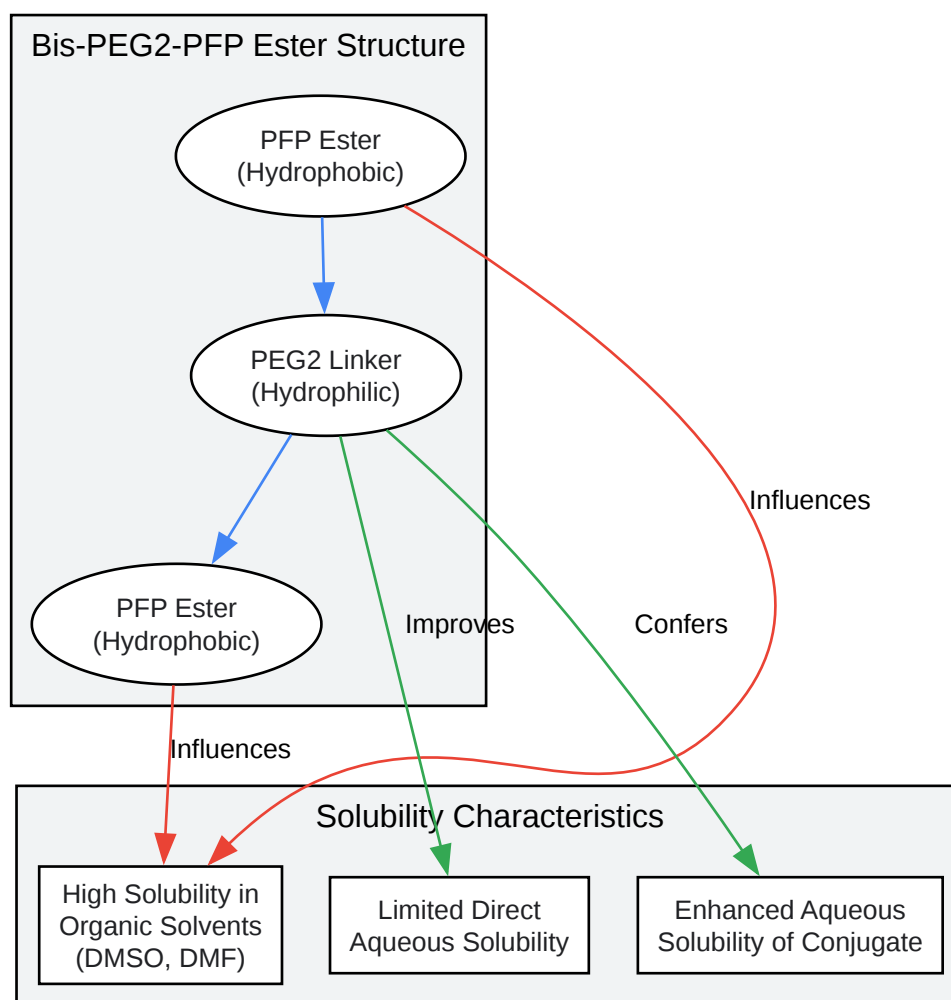 Bis-PEG2-PFP Ester Structure
PFP Ester
(Hydrophobic)
PEG2 Linker
(Hydrophilic)
Influences
PFP Ester
(Hydrophobic)
Improves
Confers
Influences
Solubility Characteristics
High Solubility in
Organic Solvents
(DMSO, DMF)
Limited Direct
Aqueous Solubility
Enhanced Aqueous
Solubility of Conjugate